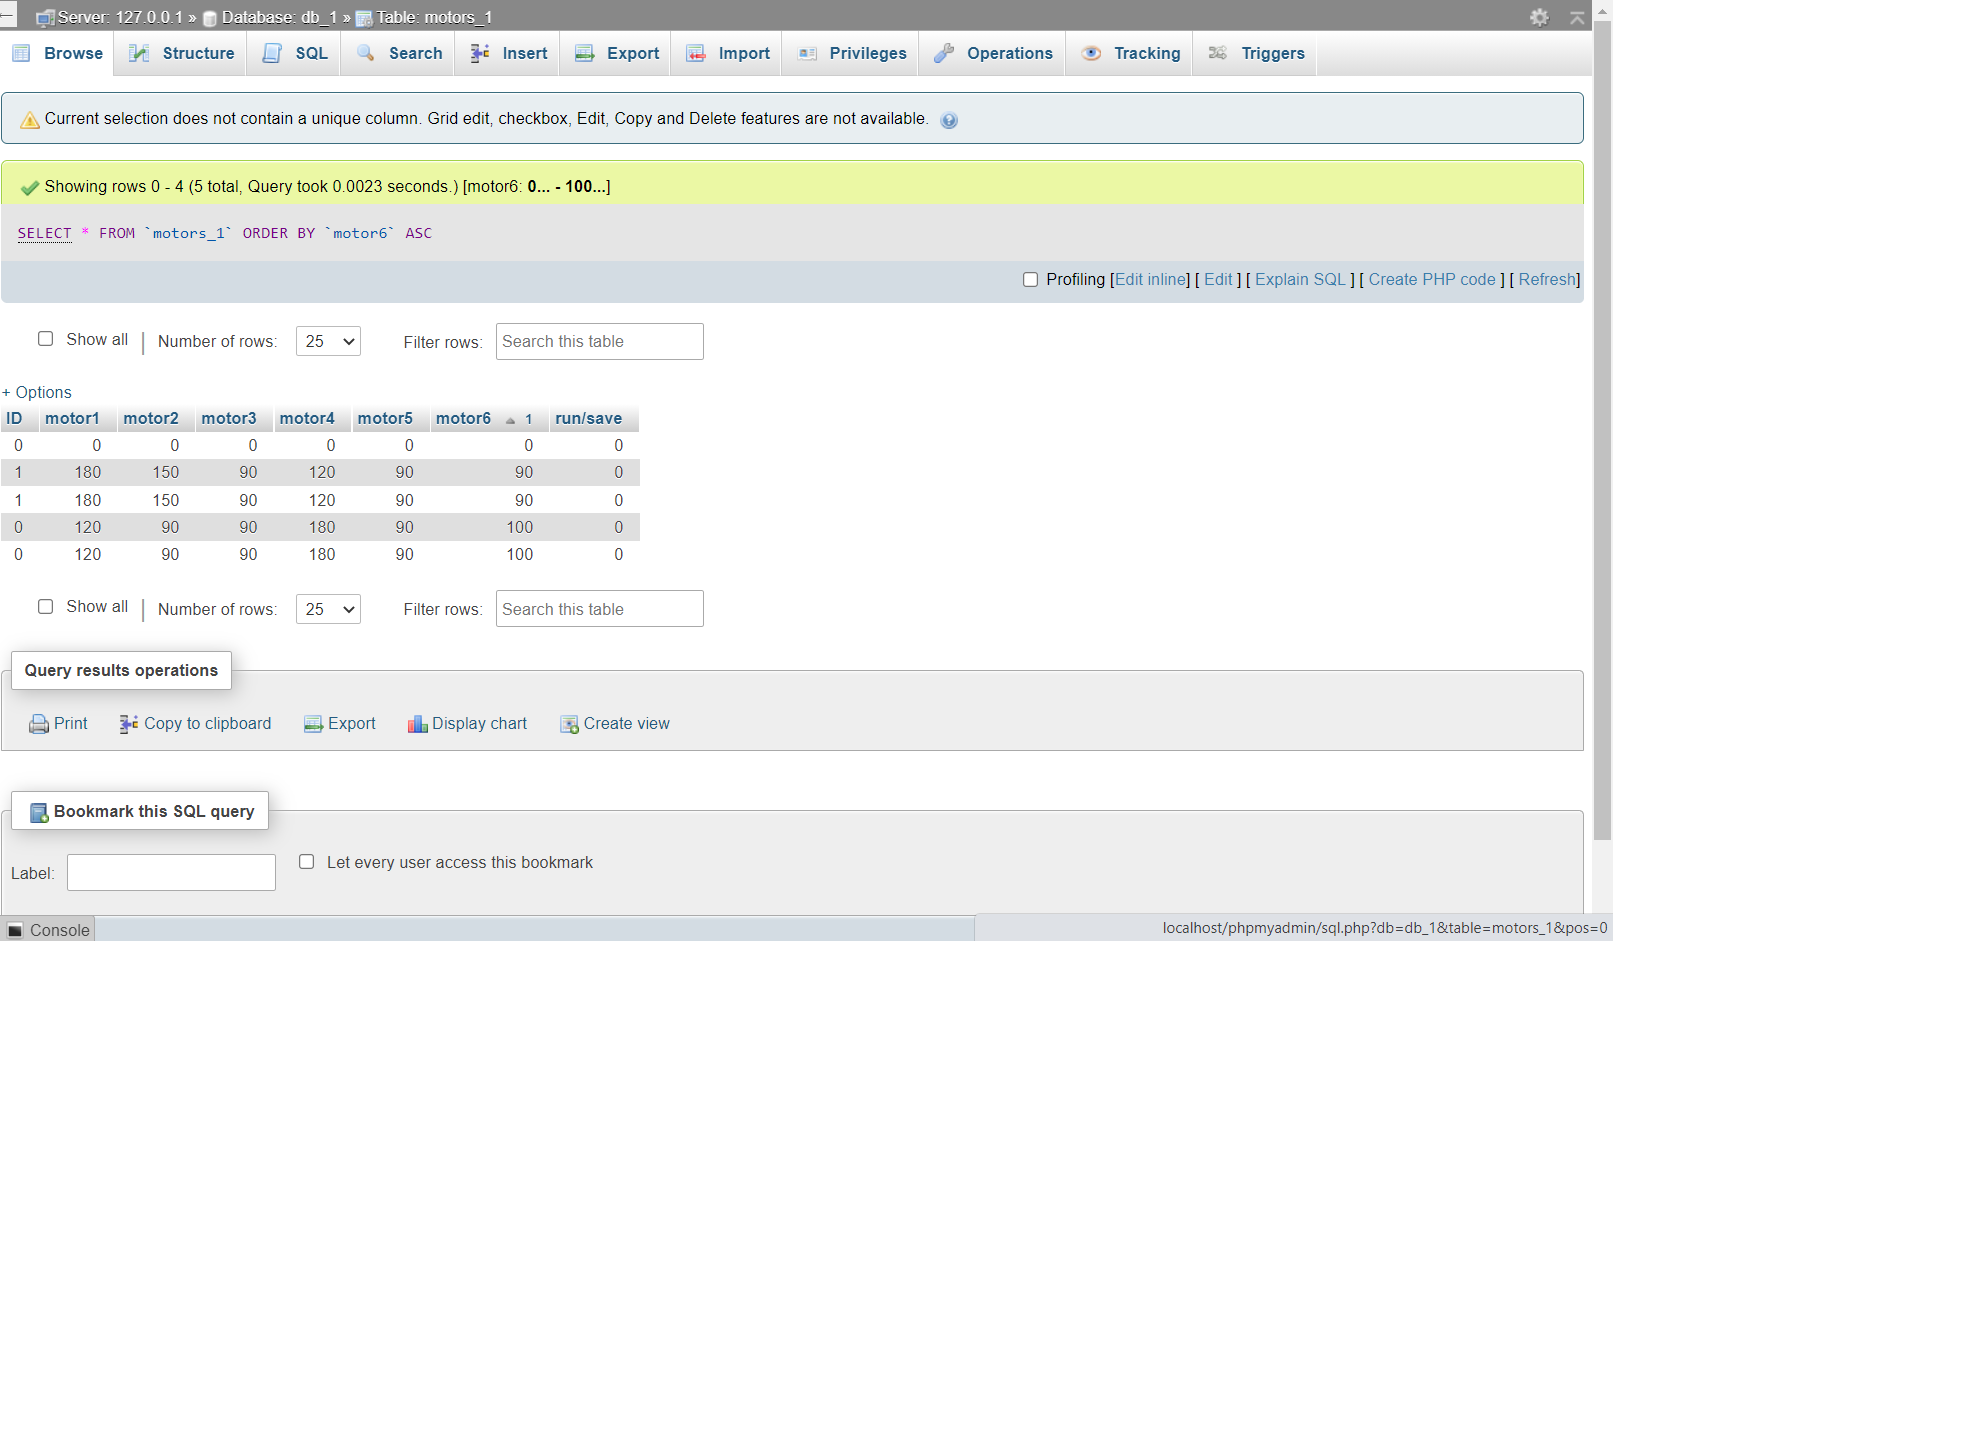 Server: 127.0.0.1 » Database: db_1 » Table: motors_1
Browse Structure SQL Search Insert Export Import Privileges Operations Tracking Triggers
Current selection does not contain a unique column. Grid edit, checkbox, Edit, Copy and Delete features are not available.
Showing rows 0 - 4 (5 total, Query took 0.0023 seconds.) [motor6: 0... - 100...]
SELECT * FROM `motors_1` ORDER BY `motor6` ASC
Profiling [Edit inline] [ Edit ] [ Explain SQL ] [ Create PHP code ] [ Refresh]
Show all | Number of rows: 25 Filter rows: Search this table
+ Options
ID motor1 motor2 motor3 motor4 motor5 motor6 1 run/save
0 0 0 0 0 0 0 0
1 180 150 90 120 90 90 0
1 180 150 90 120 90 90 0
0 120 90 90 180 90 100 0
0 120 90 90 180 90 100 0
Show all | Number of rows: 25 Filter rows: Search this table
Query results operations
Print Copy to clipboard Export Display chart Create view
Bookmark this SQL query
Label: Let every user access this bookmark
Console localhost/phpmyadmin/sql.php?db=db_1&table=motors_1&pos=0